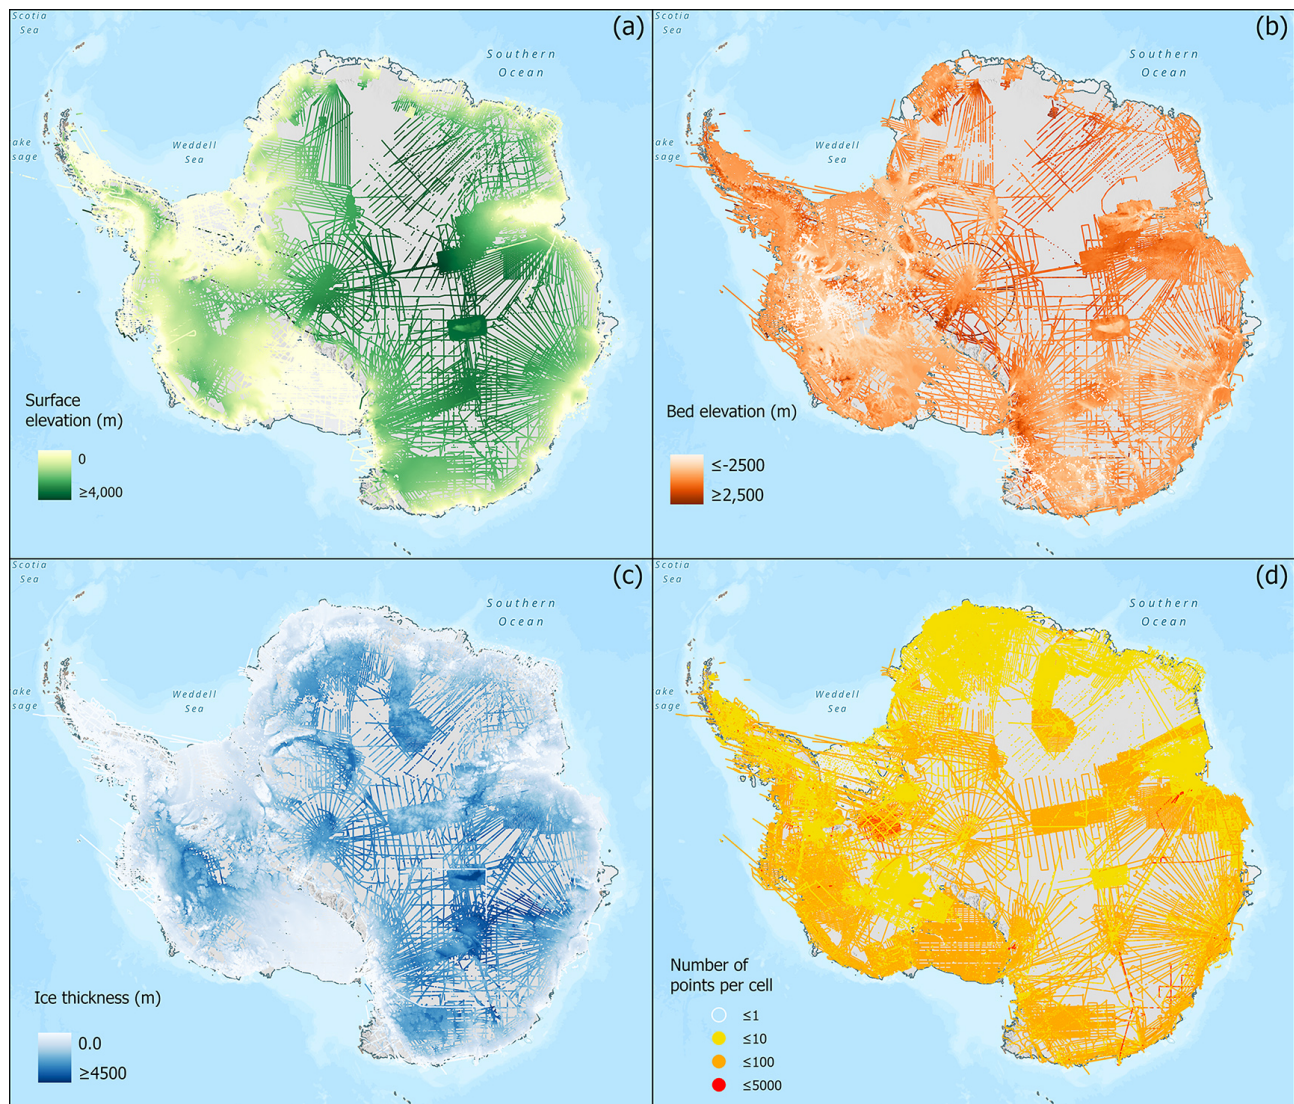 Scotia
Sea
(a)
Southern
Ocean
ake
sage
Weddell
Sea
Surface
elevation (m)
0
≥4,000
Scotia
Sea
(b)
Southern
Ocean
ake
sage
Weddell
Sea
Bed elevation (m)
≤-2500
≥2,500
Scotia
Sea
(c)
Southern
Ocean
ake
sage
Weddell
Sea
Ice thickness (m)
0.0
≥4500
Scotia
Sea
(d)
Southern
Ocean
ake
sage
Weddell
Sea
Number of
points per cell
≤1
≤10
≤100
≤5000